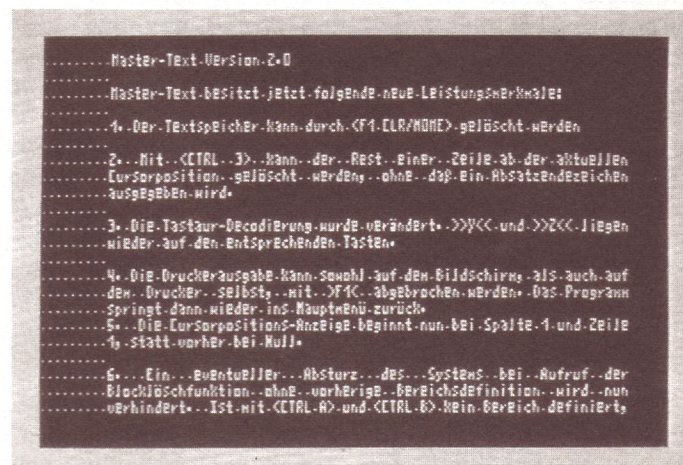 Master-Text Version 2.0
Master-Text besitzt jetzt folgende neue Leistungsmerkmale:
1. Der Textspeicher kann durch <F1 CLR/HOME> gelöscht werden
2. Mit <CTRL 3> kann der Rest einer Zeile ab der aktuellen
Cursorposition gelöscht werden, ohne daß ein Absatzendezeichen
ausgegeben wird.
3. Die Tastaur-Decodierung wurde verändert. >>Y<< und >>Z<< liegen
wieder auf den entsprechenden Tasten.
4. Die Druckerausgabe kann sowohl auf dem Bildschirm, als auch auf
dem Drucker selbst, mit >F1< abgebrochen werden. Das Programm
springt dann wieder ins Hauptmenü zurück.
5. Die Cursorpositions-Anzeige beginnt nun bei Spalte 1 und Zeile
1, statt vorher bei Null.
6. Ein eventueller Absturz des Systems bei Aufruf der
Blocklöschfunktion ohne vorherige Bereichsdefinition wird nun
verhindert. Ist mit <CTRL A> und <CTRL B> kein Bereich definiert,